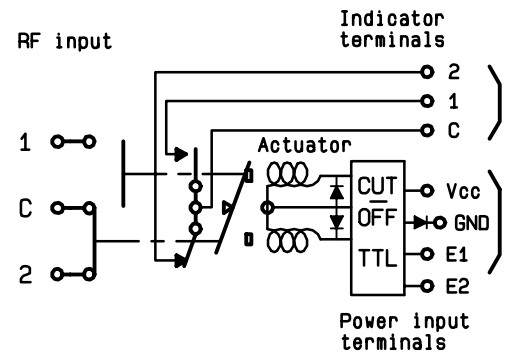 Indicator
terminals
RF input
2
1
C
1
Actuator
CUT
OFF
TTL
Vcc
GND
E1
E2
C
2
Power input
terminals